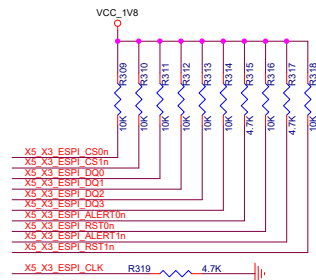 VCC_1V8
R309
R310
R311
R312
R313
R314
R315
R316
R317
R318
10K
10K
10K
10K
10K
10K
4.7K
10K
4.7K
10K
X5_X3_ESPI_CS0n
X5_X3_ESPI_CS1n
X5_X3_ESPI_DQ0
X5_X3_ESPI_DQ1
X5_X3_ESPI_DQ2
X5_X3_ESPI_DQ3
X5_X3_ESPI_ALERT0n
X5_X3_ESPI_RST0n
X5_X3_ESPI_ALERT1n
X5_X3_ESPI_RST1n
X5_X3_ESPI_CLK R319 4.7K